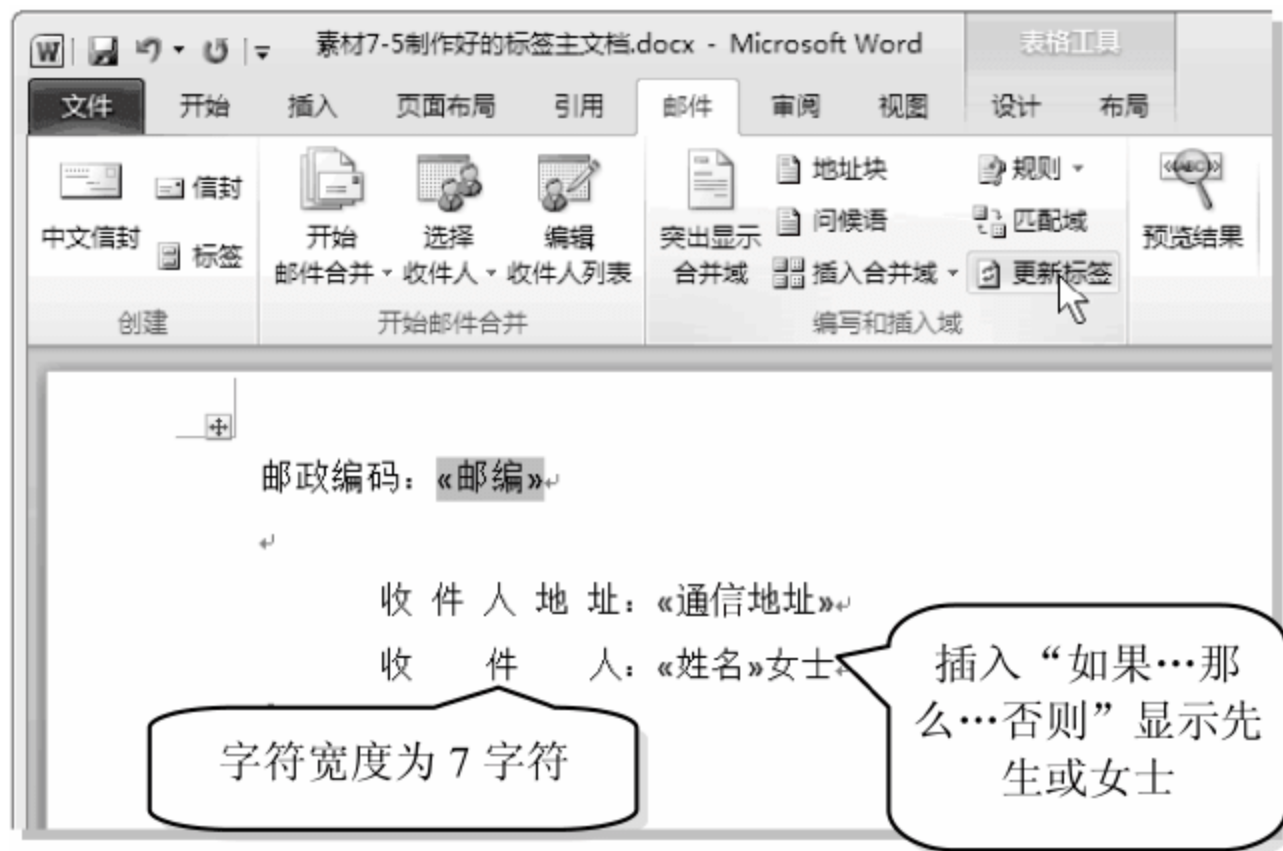 素材7-5制作好的标签主文档.docx - Microsoft Word 表格工具
文件 开始 插入 页面布局 引用 邮件 审阅 视图 设计 布局
中文信封
信封
标签
创建
开始
邮件合并
选择
收件人
编辑
收件人列表
开始邮件合并
突出显示
合并域
地址块
问候语
插入合并域
规则
匹配域
更新标签
编写和插入域
«ABC»
预览结果
邮政编码：«邮编»
收件人地址：«通信地址»
收件人：«姓名»女士
字符宽度为 7 字符
插入“如果…那
么…否则”显示先
生或女士